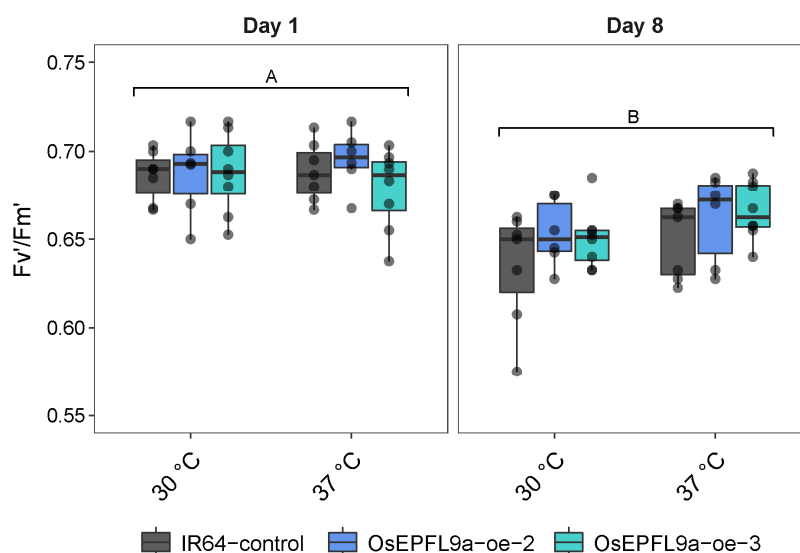 Day 1
Day 8
Fv'/Fm'
0.75
0.70
0.65
0.60
0.55
A
B
30 °C
37 °C
30 °C
37 °C
IR64−control
OsEPFL9a−oe−2
OsEPFL9a−oe−3